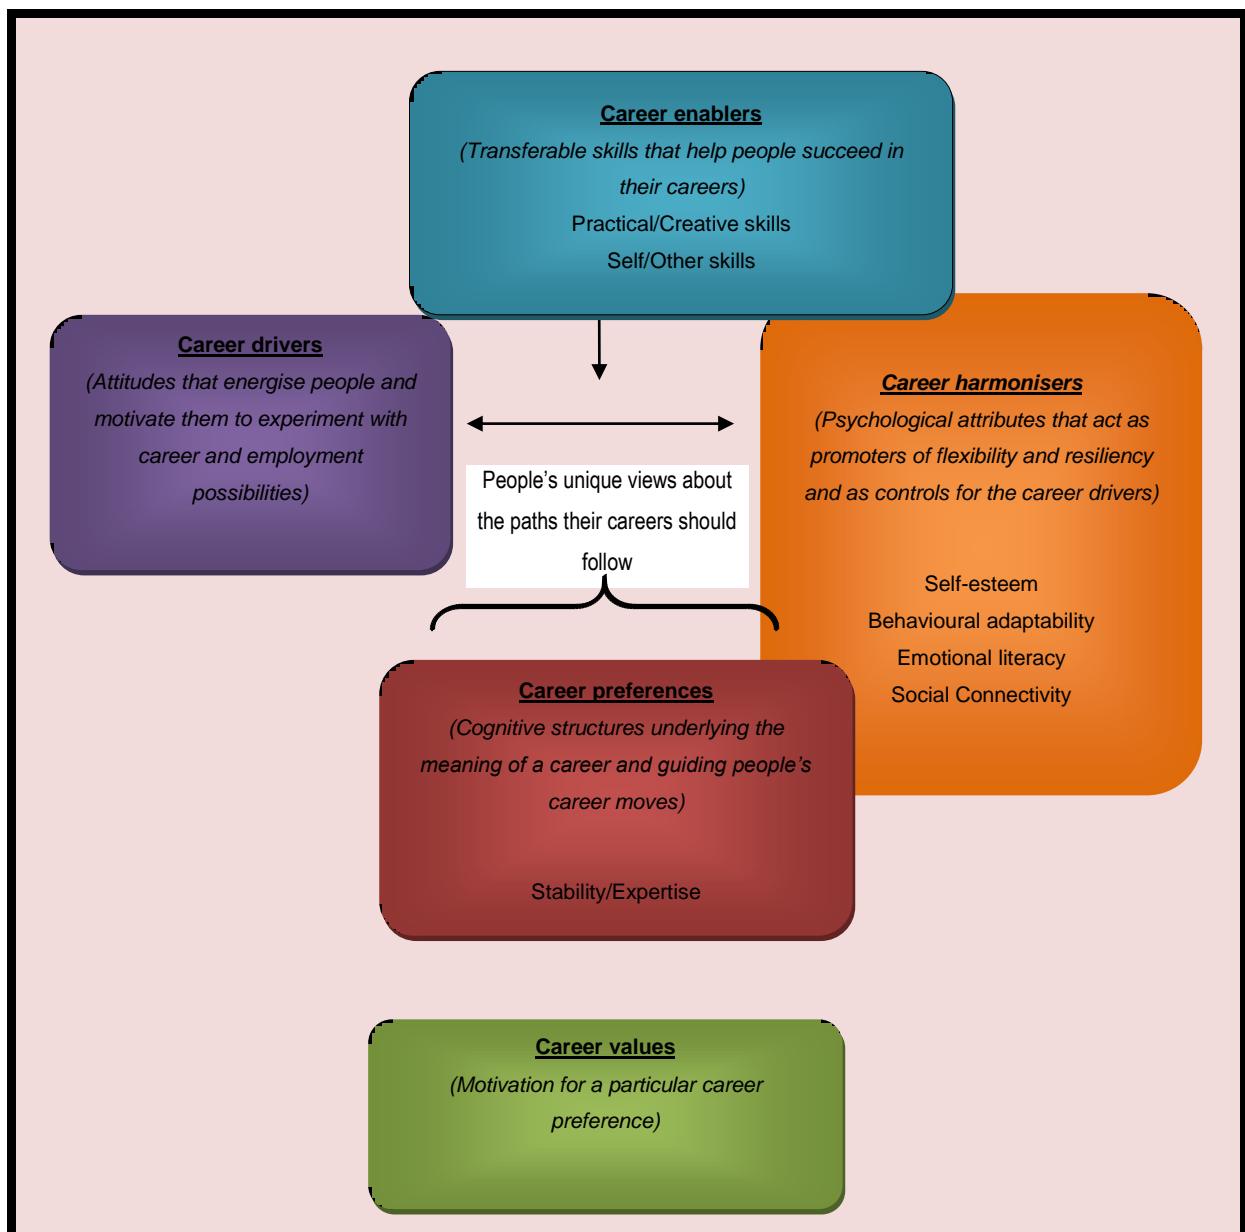 Career enablers
(Transferable skills that help people succeed in
their careers)
Practical/Creative skills
Self/Other skills
Career drivers
(Attitudes that energise people and
motivate them to experiment with
career and employment
possibilities)
Career harmonisers
(Psychological attributes that act as
promoters of flexibility and resiliency
and as controls for the career drivers)
Self-esteem
Behavioural adaptability
Emotional literacy
Social Connectivity
People’s unique views about
the paths their careers should
follow
Career preferences
(Cognitive structures underlying the
meaning of a career and guiding people’s
career moves)
Stability/Expertise
Career values
(Motivation for a particular career
preference)